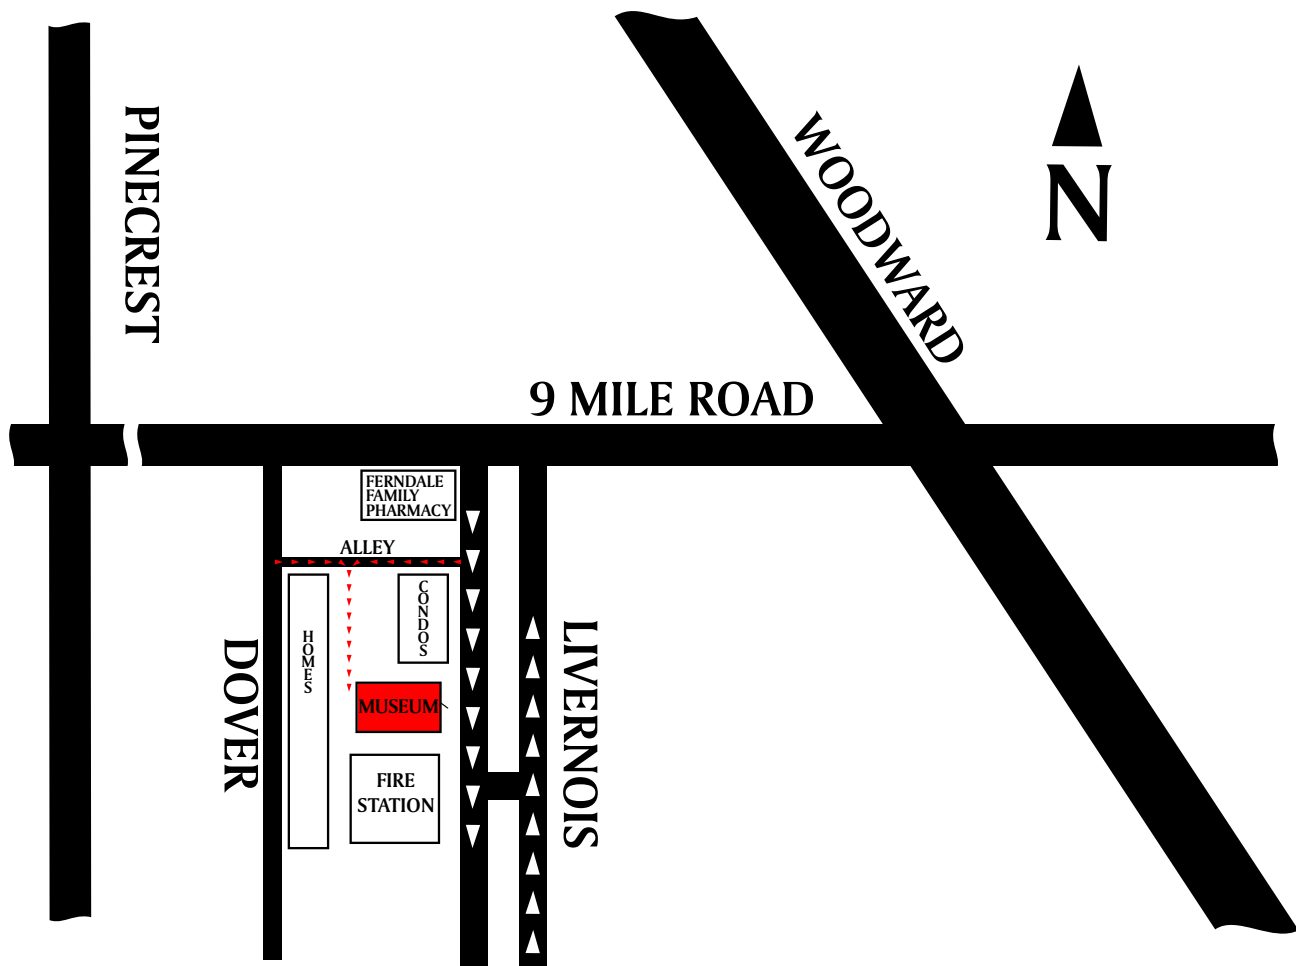 PINECREST
WOODWARD
N
9 MILE ROAD
FERNDALE
FAMILY
PHARMACY
ALLEY
CONDOS
HOMES
DOVER
LIVERNOIS
MUSEUM
FIRE
STATION